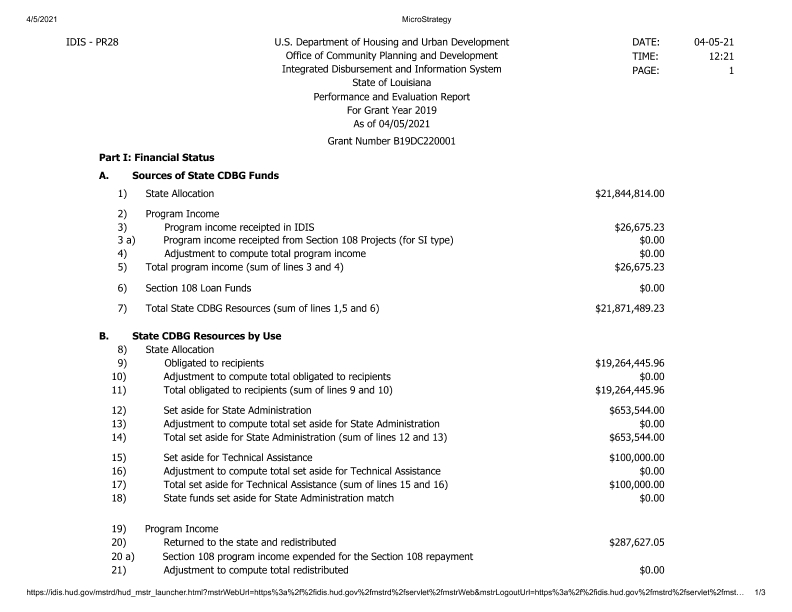 4/5/2021 MicroStrategy
IDIS - PR28 U.S. Department of Housing and Urban Development DATE: 04-05-21
Office of Community Planning and Development TIME: 12:21
Integrated Disbursement and Information System PAGE: 1
State of Louisiana
Performance and Evaluation Report
For Grant Year 2019
As of 04/05/2021
Grant Number B19DC220001
Part I: Financial Status
A. Sources of State CDBG Funds
1) State Allocation $21,844,814.00
2) Program Income
3) Program income receipted in IDIS $26,675.23
3 a) Program income receipted from Section 108 Projects (for SI type) $0.00
4) Adjustment to compute total program income $0.00
5) Total program income (sum of lines 3 and 4) $26,675.23
6) Section 108 Loan Funds $0.00
7) Total State CDBG Resources (sum of lines 1,5 and 6) $21,871,489.23
B. State CDBG Resources by Use
8) State Allocation
9) Obligated to recipients $19,264,445.96
10) Adjustment to compute total obligated to recipients $0.00
11) Total obligated to recipients (sum of lines 9 and 10) $19,264,445.96
12) Set aside for State Administration $653,544.00
13) Adjustment to compute total set aside for State Administration $0.00
14) Total set aside for State Administration (sum of lines 12 and 13) $653,544.00
15) Set aside for Technical Assistance $100,000.00
16) Adjustment to compute total set aside for Technical Assistance $0.00
17) Total set aside for Technical Assistance (sum of lines 15 and 16) $100,000.00
18) State funds set aside for State Administration match $0.00
19) Program Income
20) Returned to the state and redistributed $287,627.05
20 a) Section 108 program income expended for the Section 108 repayment
21) Adjustment to compute total redistributed $0.00
https://idis.hud.gov/mstrd/hud_mstr_launcher.html?mstrWebUrl=https%3a%2f%2fidis.hud.gov%2fmstrd%2fservlet%2fmstrWeb&mstrLogoutUrl=https%3a%2f%2fidis.hud.gov%2fmstrd%2fservlet%2fmst… 1/3